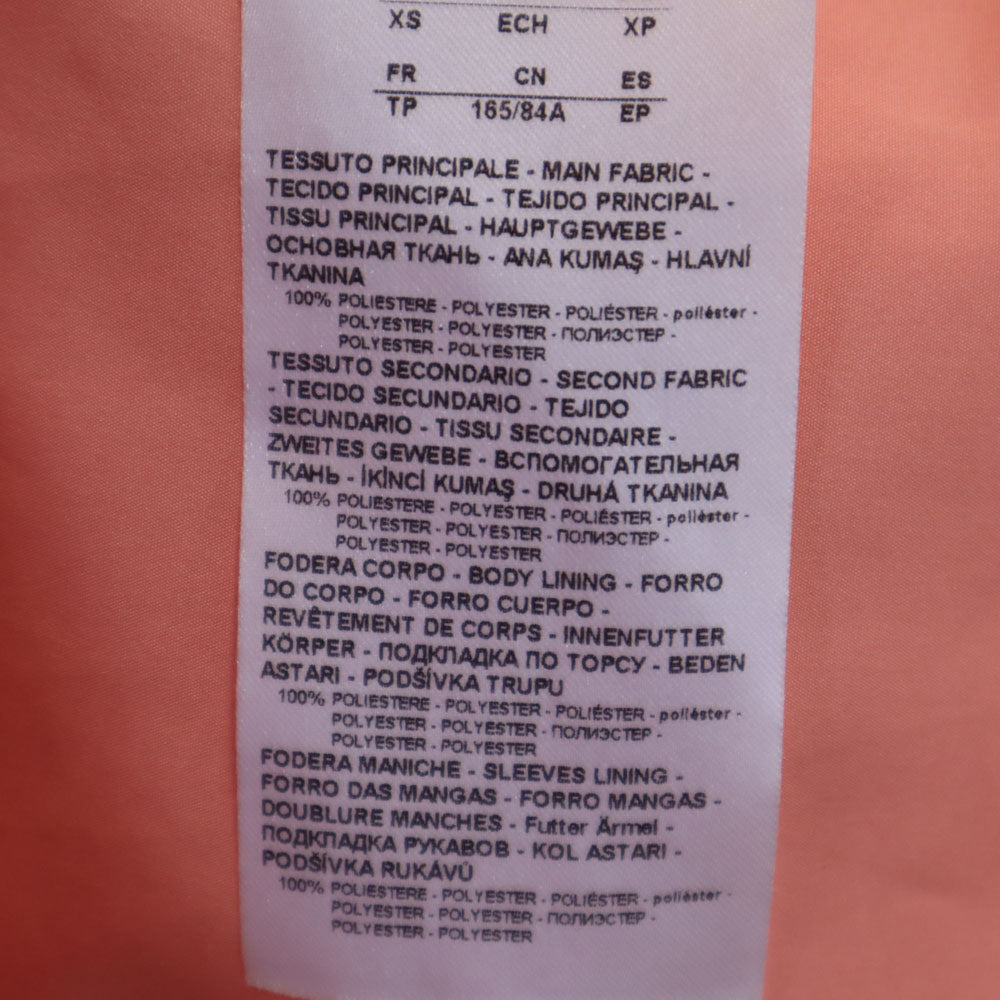 XS ECH XP
FR CN ES
TP 165/84A EP
TESSUTO PRINCIPALE - MAIN FABRIC -
TECIDO PRINCIPAL - TEJIDO PRINCIPAL -
TISSU PRINCIPAL - HAUPTGEWEBE -
ОСНОВНАЯ ТКАНЬ - ANA KUMAŞ - HLAVNÍ
TKANINA
100% POLIESTERE - POLYESTER - POLIÉSTER - poliéster -
POLYESTER - POLYESTER - ПОЛИЭСТЕР -
POLYESTER - POLYESTER
TESSUTO SECONDARIO - SECOND FABRIC
- TECIDO SECUNDARIO - TEJIDO
SECUNDARIO - TISSU SECONDAIRE -
ZWEITES GEWEBE - ВСПОМОГАТЕЛЬНАЯ
ТКАНЬ - İKİNCİ KUMAŞ - DRUHÁ TKANINA
100% POLIESTERE - POLYESTER - POLIÉSTER - poliéster -
POLYESTER - POLYESTER - ПОЛИЭСТЕР -
POLYESTER - POLYESTER
FODERA CORPO - BODY LINING - FORRO
DO CORPO - FORRO CUERPO -
REVÊTEMENT DE CORPS - INNENFUTTER
KÖRPER - ПОДКЛАДКА ПО ТОРСУ - BEDEN
ASTARI - PODŠÍVKA TRUPU
100% POLIESTERE - POLYESTER - POLIÉSTER - poliéster -
POLYESTER - POLYESTER - ПОЛИЭСТЕР -
POLYESTER - POLYESTER
FODERA MANICHE - SLEEVES LINING -
FORRO DAS MANGAS - FORRO MANGAS -
DOUBLURE MANCHES - Futter Ärmel -
ПОДКЛАДКА РУКАВОВ - KOL ASTARI -
PODŠÍVKA RUKÁVŮ
100% POLIESTERE - POLYESTER - POLIÉSTER - poliéster -
POLYESTER - POLYESTER - ПОЛИЭСТЕР -
POLYESTER - POLYESTER